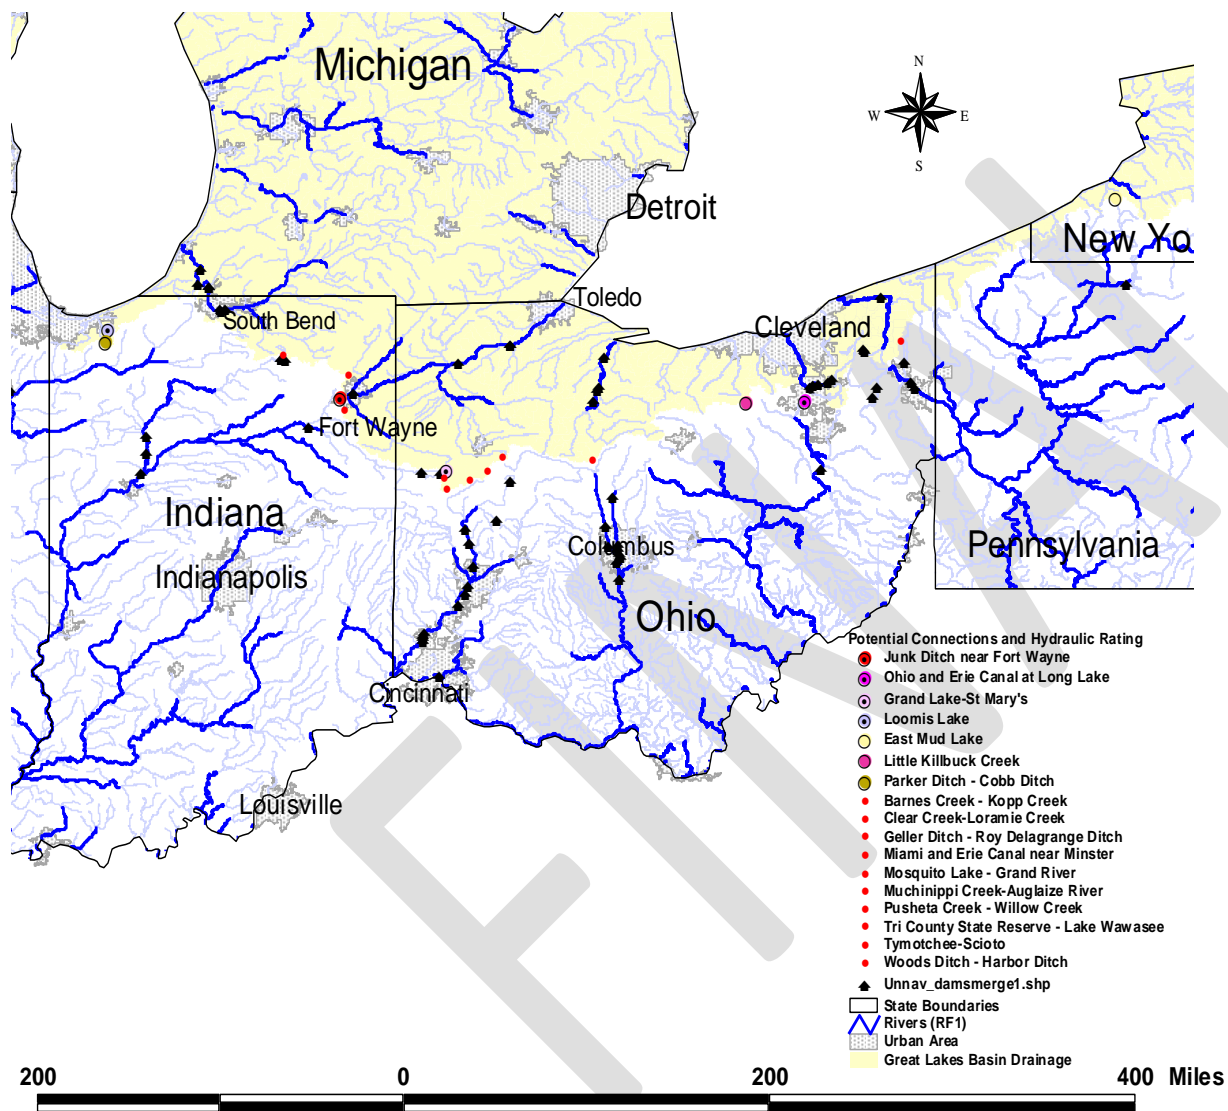 Michigan
N
W
E
S
Detroit
New Yo
Toledo
South Bend
Cleveland
Fort Wayne
Indiana
Columbus
Pennsylvania
Indianapolis
Ohio
Cincinnati
Louisville
Potential Connections and Hydraulic Rating
Junk Ditch near Fort Wayne
Ohio and Erie Canal at Long Lake
Grand Lake-St Mary's
Loomis Lake
East Mud Lake
Little Killbuck Creek
Parker Ditch - Cobb Ditch
Barnes Creek - Kopp Creek
Clear Creek-Loramie Creek
Geller Ditch - Roy Delagrange Ditch
Miami and Erie Canal near Minster
Mosquito Lake - Grand River
Muchinippi Creek-Auglaize River
Pusheta Creek - Willow Creek
Tri County State Reserve - Lake Wawasee
Tymotchee-Scioto
Woods Ditch - Harbor Ditch
Unnav_damsmerge1.shp
State Boundaries
Rivers (RF1)
Urban Area
Great Lakes Basin Drainage
200 0 200 400 Miles
FINAL